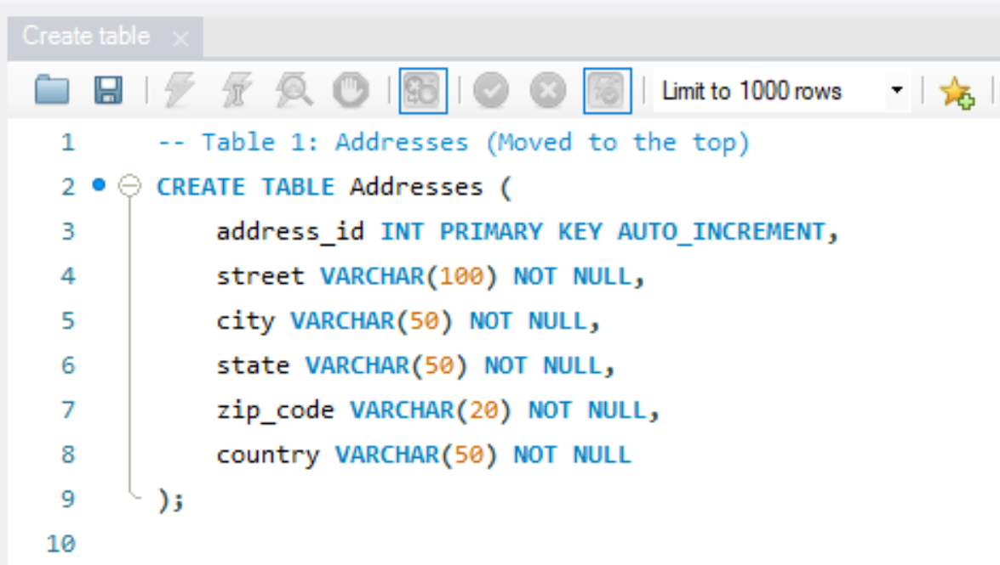 Create table
Limit to 1000 rows
1 -- Table 1: Addresses (Moved to the top)
2 CREATE TABLE Addresses (
3 address_id INT PRIMARY KEY AUTO_INCREMENT,
4 street VARCHAR(100) NOT NULL,
5 city VARCHAR(50) NOT NULL,
6 state VARCHAR(50) NOT NULL,
7 zip_code VARCHAR(20) NOT NULL,
8 country VARCHAR(50) NOT NULL
9 );
10